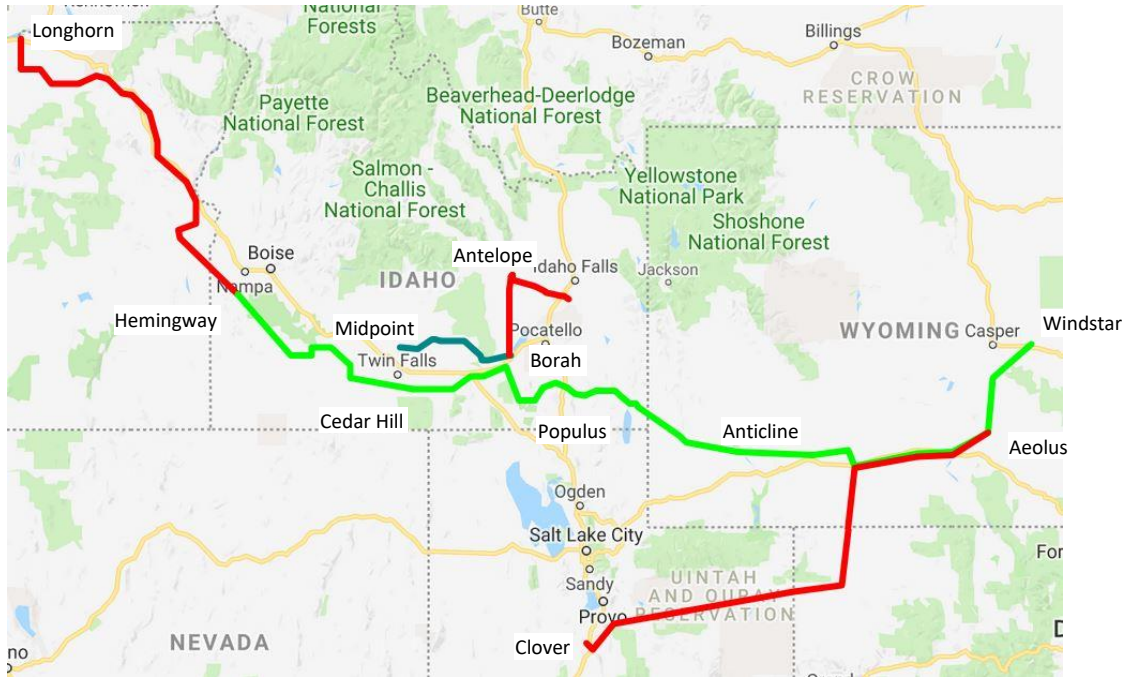 National
Forests
Butte
Longhorn
Billings
Bozeman
CROW
RESERVATION
Payette
National Forest
Beaverhead-Deerlodge
National Forest
Salmon -
Challis
National Forest
Yellowstone
National Park
Shoshone
National Forest
Boise
Antelope
Idaho Falls
Jackson
IDAHO
Nampa
Hemingway
Midpoint
Pocatello
WYOMING
Casper
Windstar
Twin Falls
Borah
Cedar Hill
Populus
Anticline
Aeolus
Ogden
Salt Lake City
For
Sandy
UINTAH
AND OURAY
RESERVATION
Provo
NEVADA
Clover
no